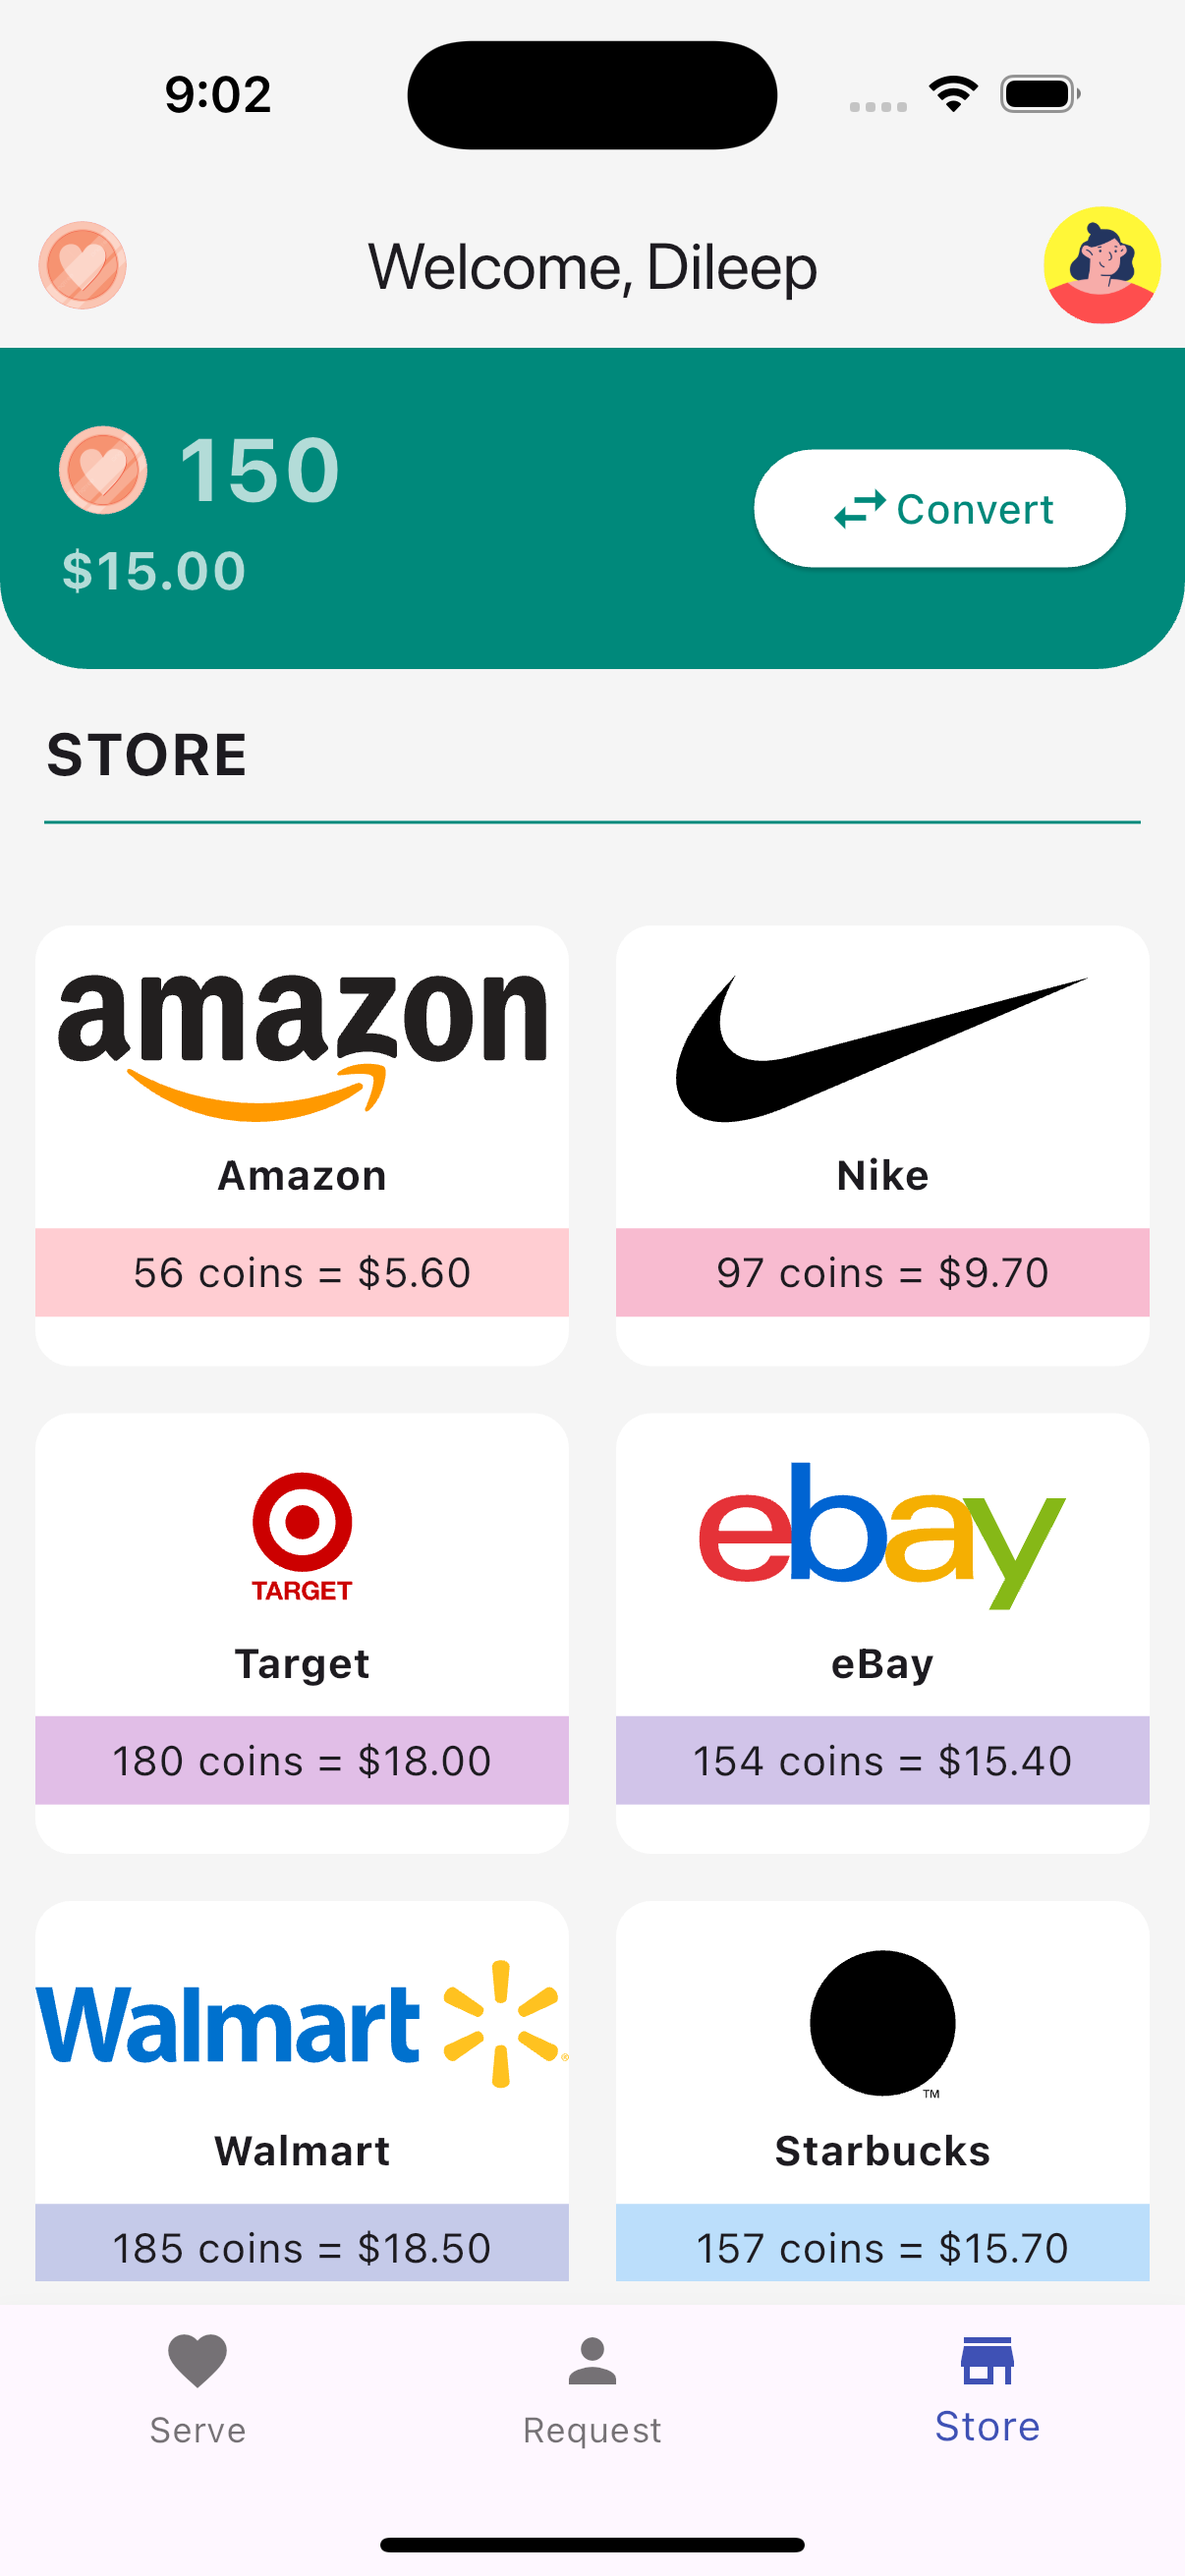 9:02
Welcome, Dileep
150
$15.00
Convert
STORE
amazon
Amazon
56 coins = $5.60
Nike
97 coins = $9.70
TARGET
Target
180 coins = $18.00
ebay
eBay
154 coins = $15.40
Walmart
Walmart
185 coins = $18.50
TM
Starbucks
157 coins = $15.70
Serve
Request
Store